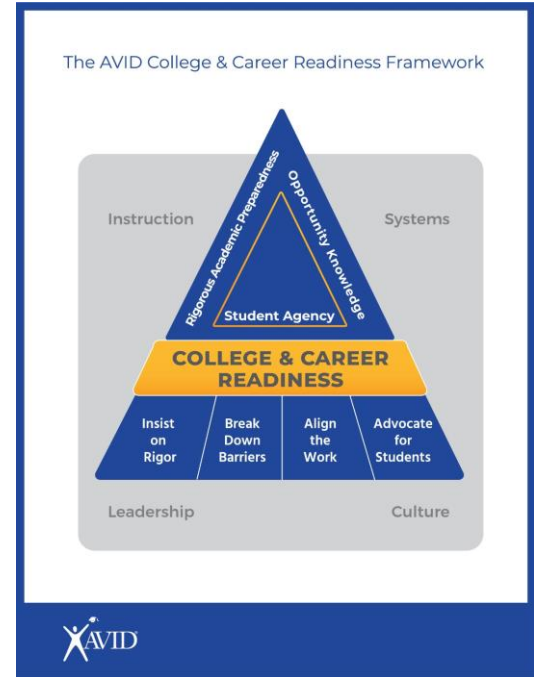 The AVID College & Career Readiness Framework
Instruction
Systems
Rigorous Academic Preparedness
Opportunity Knowledge
Student Agency
COLLEGE & CAREER
READINESS
Insist
on
Rigor
Break
Down
Barriers
Align
the
Work
Advocate
for
Students
Leadership
Culture
AVID